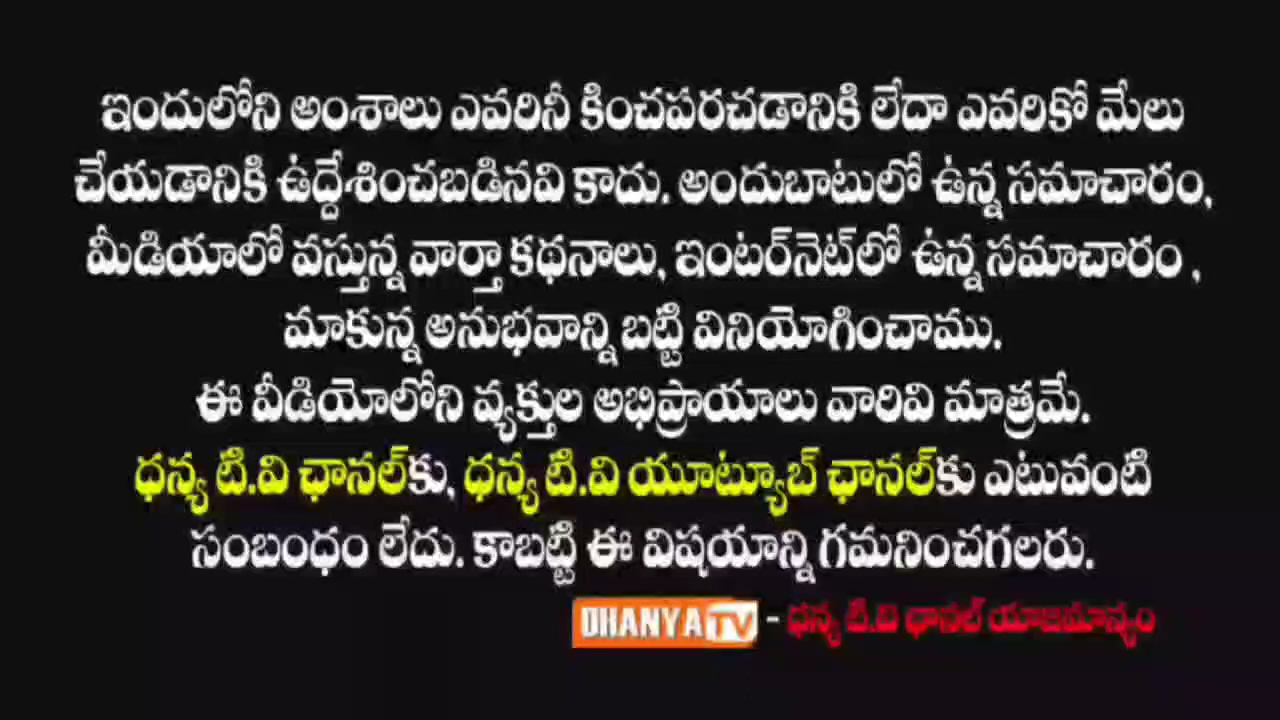 ఇందులోని అంశాలు ఎవరినీ కించపరచడానికి లేదా ఎవరికో మేలు
చేయడానికి ఉద్దేశించబడినవి కాదు. అందుబాటులో ఉన్న సమాచారం,
మీడియాలో వస్తున్న వార్తా కథనాలు, ఇంటర్‌నెట్‌లో ఉన్న సమాచారం ,
మాకున్న అనుభవాన్ని బట్టి వినియోగించాము.
ఈ వీడియోలోని వ్యక్తుల అభిప్రాయాలు వారివి మాత్రమే.
ధన్య టి.వి ఛానల్‌కు, ధన్య టి.వి యూట్యూబ్ ఛానల్‌కు ఎటువంటి
సంబంధం లేదు. కాబట్టి ఈ విషయాన్ని గమనించగలరు.
DHANYA TV - ధన్య టి.వి ఛానల్ యాజమాన్యం